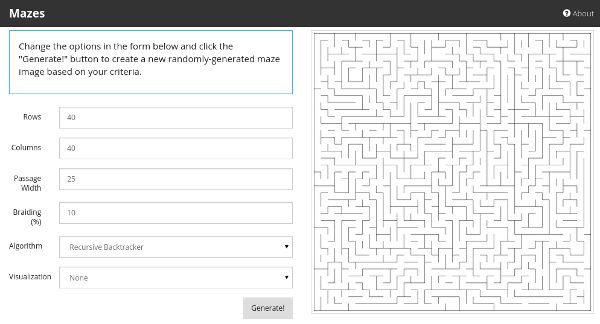 Mazes
About
Change the options in the form below and click the
"Generate!" button to create a new randomly-generated maze
image based on your criteria.
Rows
40
Columns
40
Passage
Width
25
Braiding
(%)
10
Algorithm
Recursive Backtracker
Visualization
None
Generate!